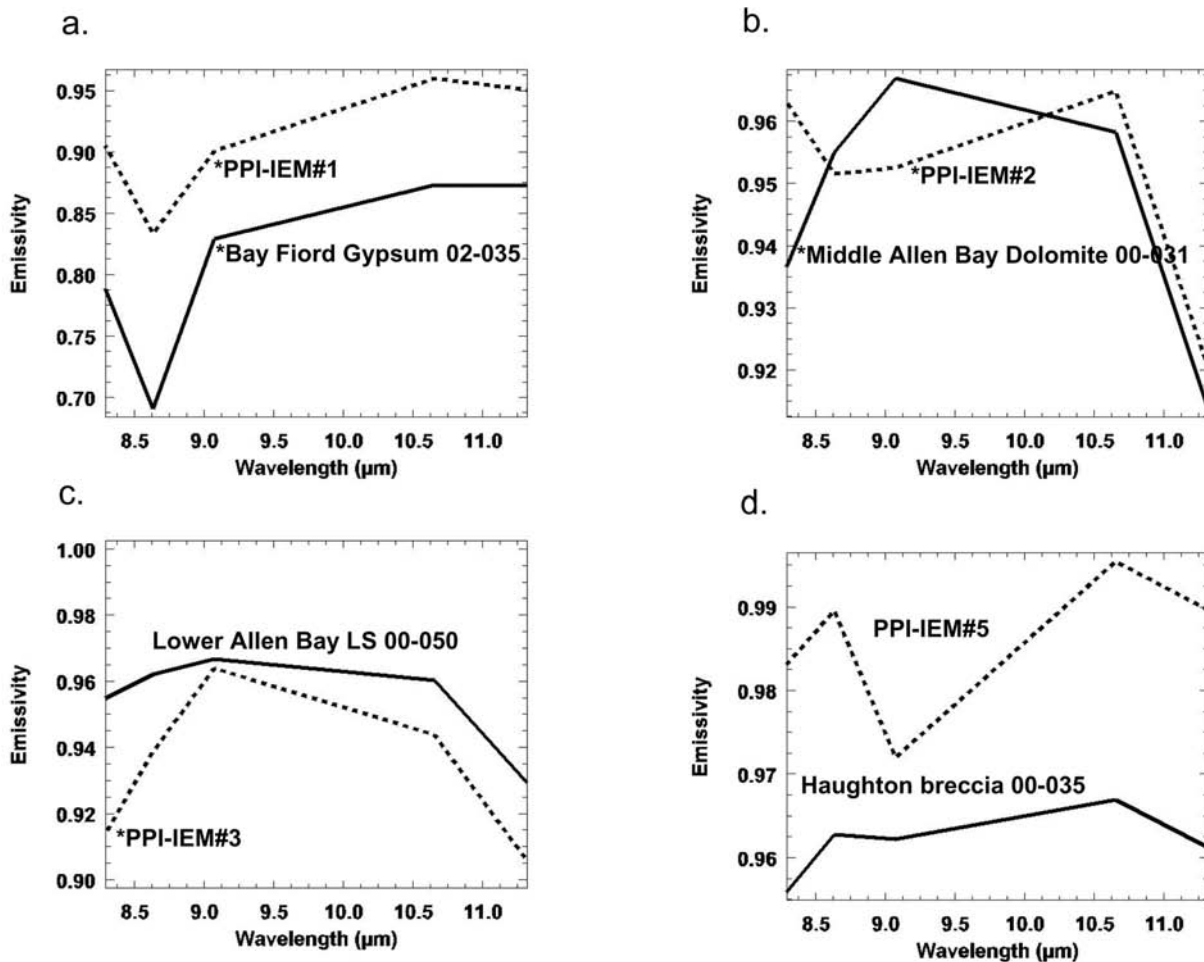 a.
0.95
0.90
0.85
0.80
0.75
0.70
Emissivity
*PPI-IEM#1
*Bay Fiord Gypsum 02-035
8.5 9.0 9.5 10.0 10.5 11.0
Wavelength (µm)
b.
0.96
0.95
0.94
0.93
0.92
Emissivity
*PPI-IEM#2
*Middle Allen Bay Dolomite 00-031
8.5 9.0 9.5 10.0 10.5 11.0
Wavelength (µm)
c.
1.00
0.98
0.96
0.94
0.92
0.90
Emissivity
Lower Allen Bay LS 00-050
*PPI-IEM#3
8.5 9.0 9.5 10.0 10.5 11.0
Wavelength (µm)
d.
0.99
0.98
0.97
0.96
Emissivity
PPI-IEM#5
Haughton breccia 00-035
8.5 9.0 9.5 10.0 10.5 11.0
Wavelength (µm)